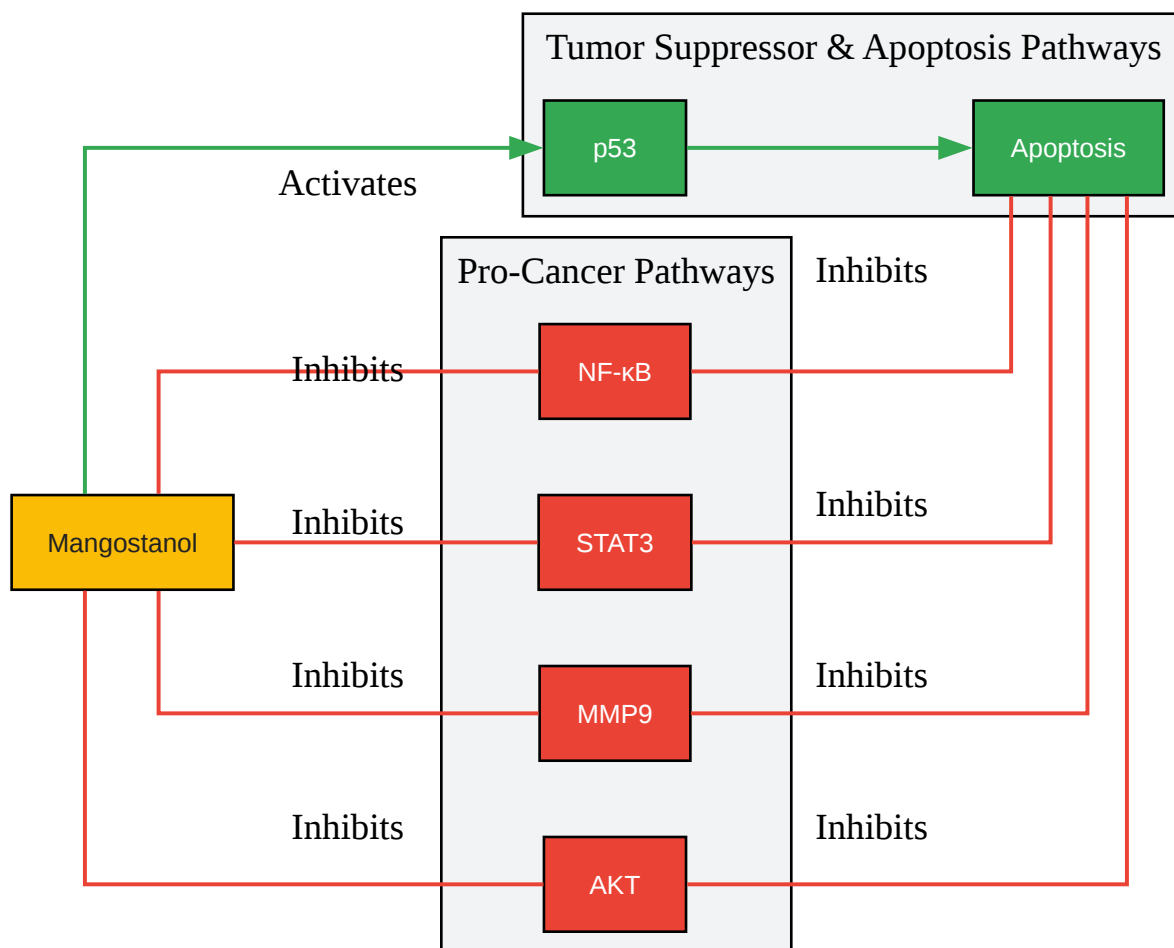 Tumor Suppressor & Apoptosis Pathways
p53
Apoptosis
Activates
Pro-Cancer Pathways
Inhibits
Inhibits
NF-κB
Mangostanol
Inhibits
STAT3
Inhibits
Inhibits
MMP9
Inhibits
Inhibits
AKT
Inhibits